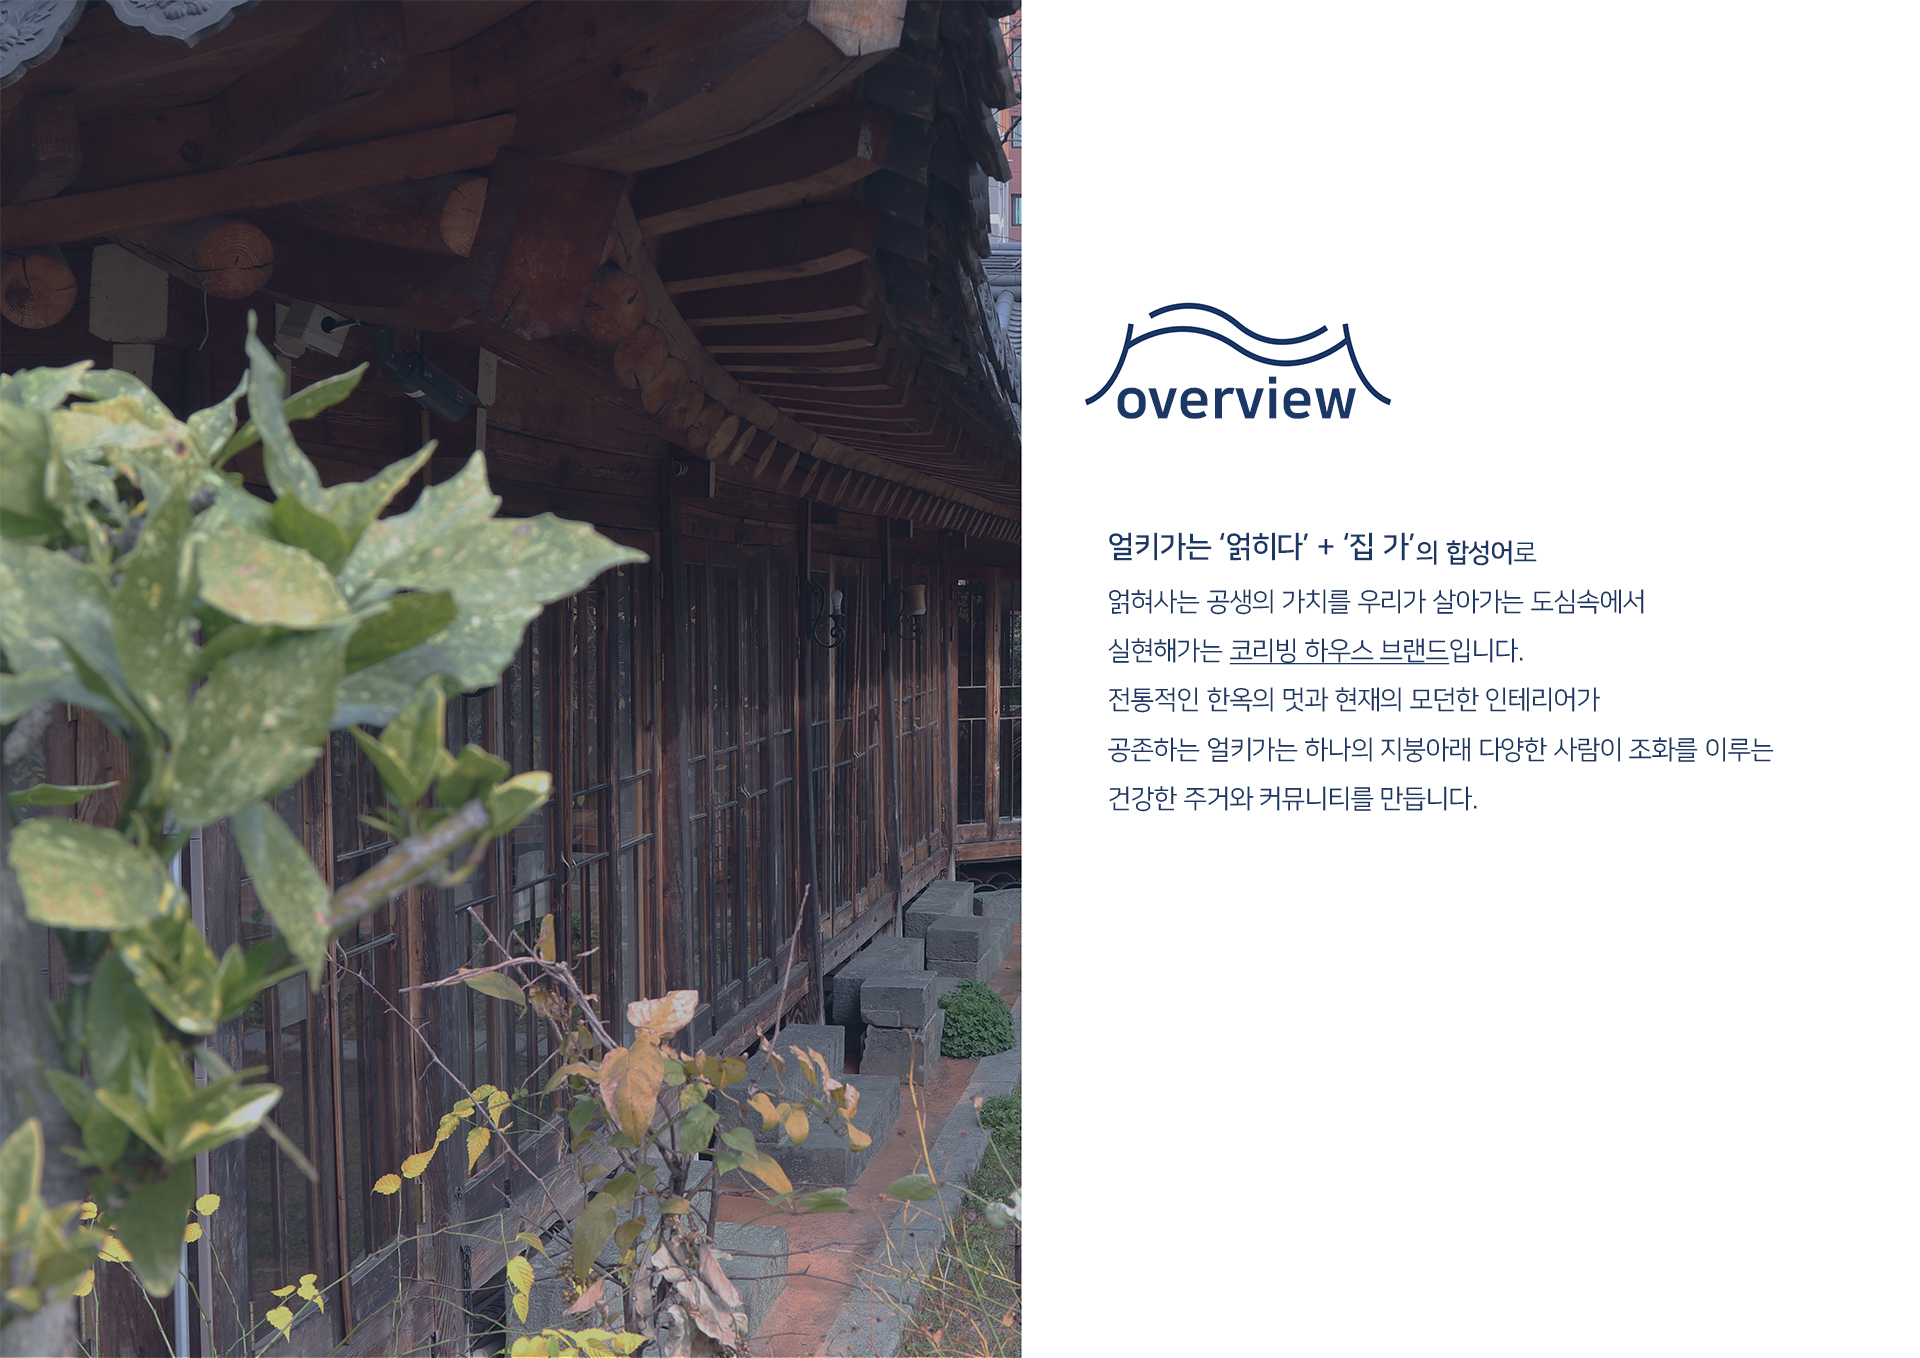 overview
얼키가는 ‘얽히다’ + ‘집 가’의 합성어로
얽혀사는 공생의 가치를 우리가 살아가는 도심속에서
실현해가는 코리빙 하우스 브랜드입니다.
전통적인 한옥의 멋과 현재의 모던한 인테리어가
공존하는 얼키가는 하나의 지붕아래 다양한 사람이 조화를 이루는
건강한 주거와 커뮤니티를 만듭니다.